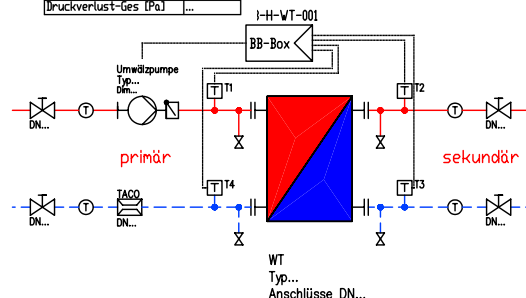 Druckverlust-Ges [Pa] ...
-H-WT-001
BB-Box
Umwälzpumpe
Typ...
Dim...
T1
T2
T
T
DN...
T
T
DN...
primär
sekundär
T4
T3
T
T
TACO
DN...
T
DN...
T
DN...
WT
Typ...
Anschlüsse DN...